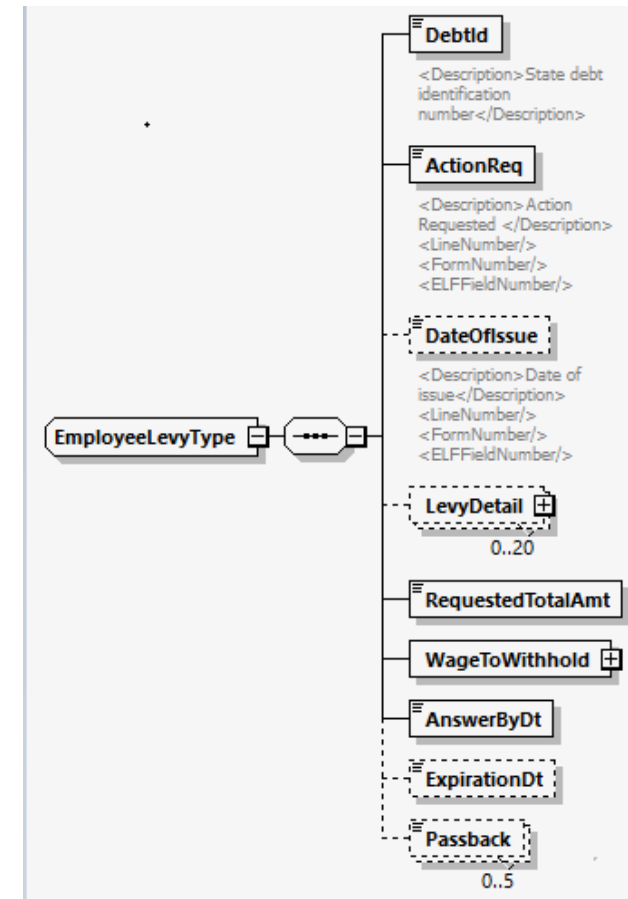 DebtId
<Description>State debt
identification
number</Description>
ActionReq
<Description>Action
Requested </Description>
<LineNumber/>
<FormNumber/>
<ELFFieldNumber/>
DateOfIssue
<Description>Date of
issue</Description>
<LineNumber/>
<FormNumber/>
<ELFFieldNumber/>
EmployeeLevyType
LevyDetail
0..20
RequestedTotalAmt
WageToWithhold
AnswerByDt
ExpirationDt
Passback
0..5